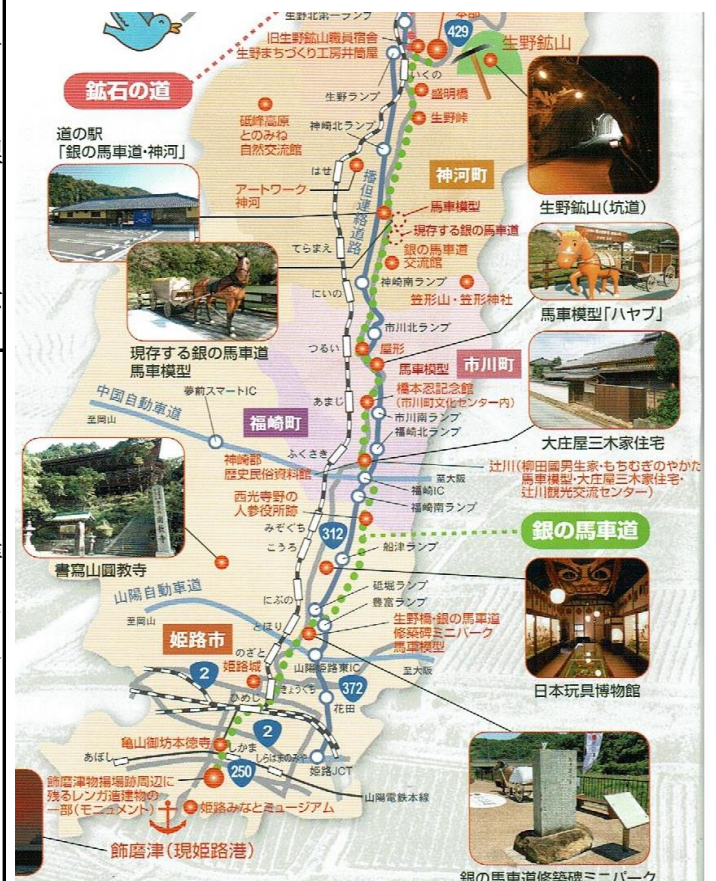 生野北第一ランプ
本部
429
旧生野鉱山職員宿舎
生野まちづくり工房井筒屋
生野鉱山
いくの
鉱石の道
生野ランプ
盛明橋
生野峠
砥峰高原
とのみね
自然交流館
神崎北ランプ
道の駅
「銀の馬車道・神河」
はせ
播但連絡道路
神河町
アートワーク
神河
馬車模型
生野鉱山(坑道)
現存する銀の馬車道
てらまえ
銀の馬車道
交流館
神崎南ランプ
にいの
笠形山・笠形神社
馬車模型「ハヤブ」
市川北ランプ
つるい
屋形
現存する銀の馬車道
馬車模型
馬車模型
市川町
橋本忍記念館
(市川町文化センター内)
中国自動車道
至岡山
夢前スマートIC
あまじ
市川南ランプ
福崎町
福崎北ランプ
大庄屋三木家住宅
ふくさき
神崎郡
歴史民俗資料館
至大阪
辻川(柳田國男生家・もちむぎのやかた
馬車模型・大庄屋三木家住宅・
辻川観光交流センター)
福崎IC
西光寺野の
人参役所跡
福崎南ランプ
みぞぐち
312
銀の馬車道
こうろ
船津ランプ
書寫山圓教寺
山陽自動車道
至岡山
にぶの
砥堀ランプ
豊富ランプ
とほり
生野橋・銀の馬車道
修築碑ミニパーク
馬車模型
姫路市
のざと
山陽姫路東IC
至大阪
2
姫路城
372
日本玩具博物館
ひめじ
きょうぐち
花田
2
亀山御坊本徳寺
しかま
あぼし
しらはまのみや
姫路JCT
250
飾磨津物揚場跡周辺に
残るレンガ造建物の
一部(モニュメント)
山陽電鉄本線
姫路みなとミュージアム
飾磨津(現姫路港)
銀の馬車道修築碑ミニパーク